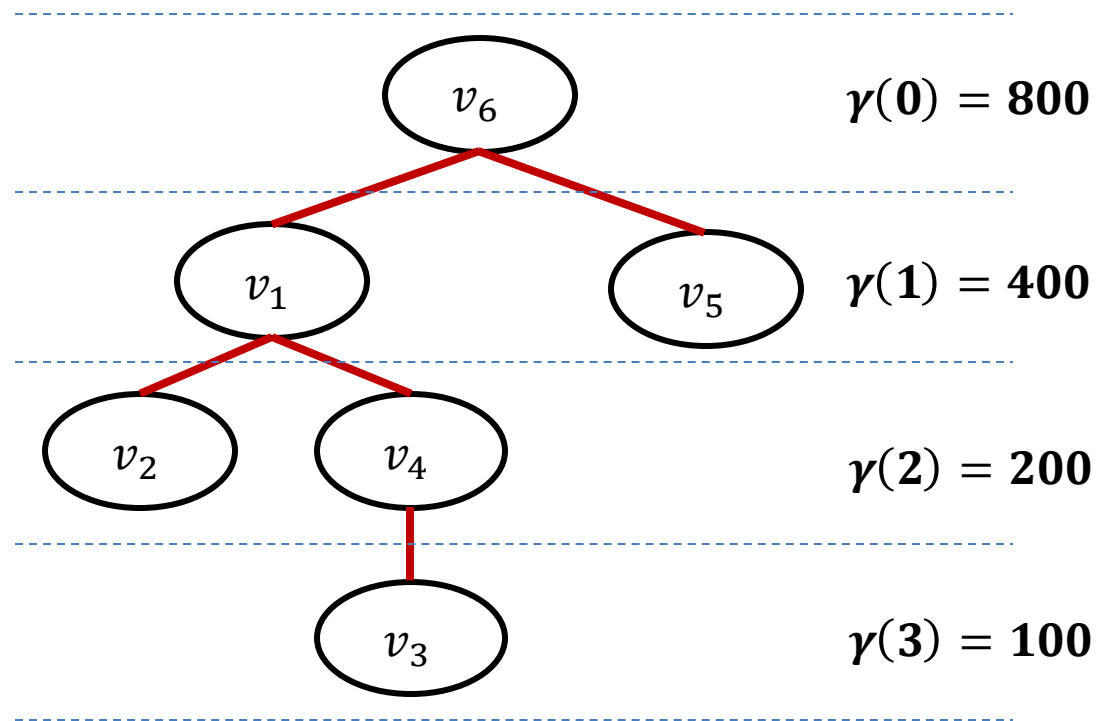 v₆ γ(0) = 800
v₁ v₅ γ(1) = 400
v₂ v₄ γ(2) = 200
v₃ γ(3) = 100